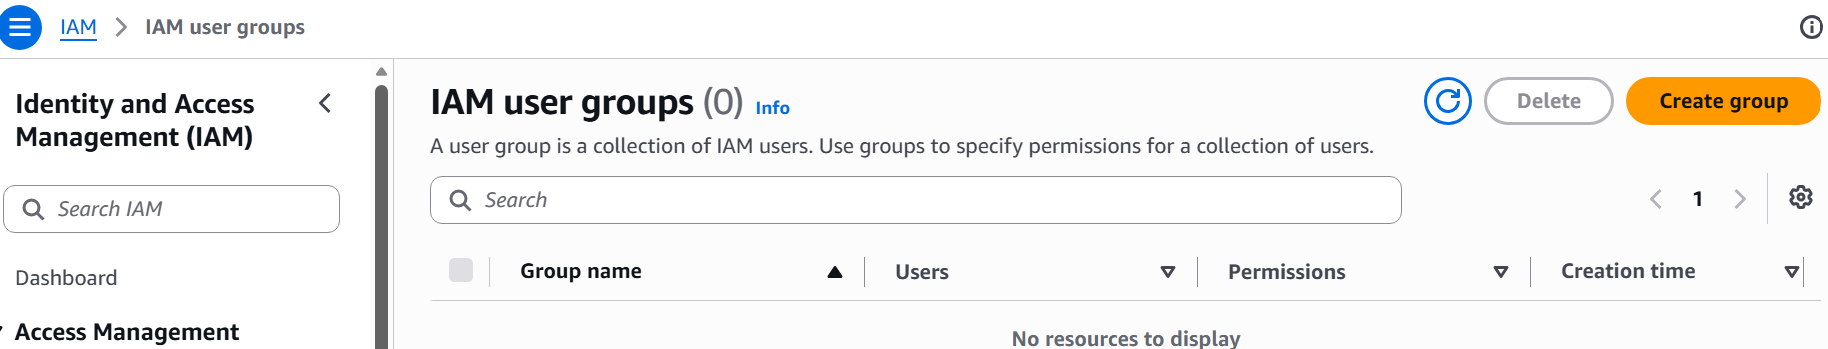 IAM > IAM user groups
Identity and Access
Management (IAM)
Search IAM
Dashboard
Access Management
IAM user groups (0) Info
Delete
Create group
A user group is a collection of IAM users. Use groups to specify permissions for a collection of users.
Search
1
Group name Users Permissions Creation time
No resources to display